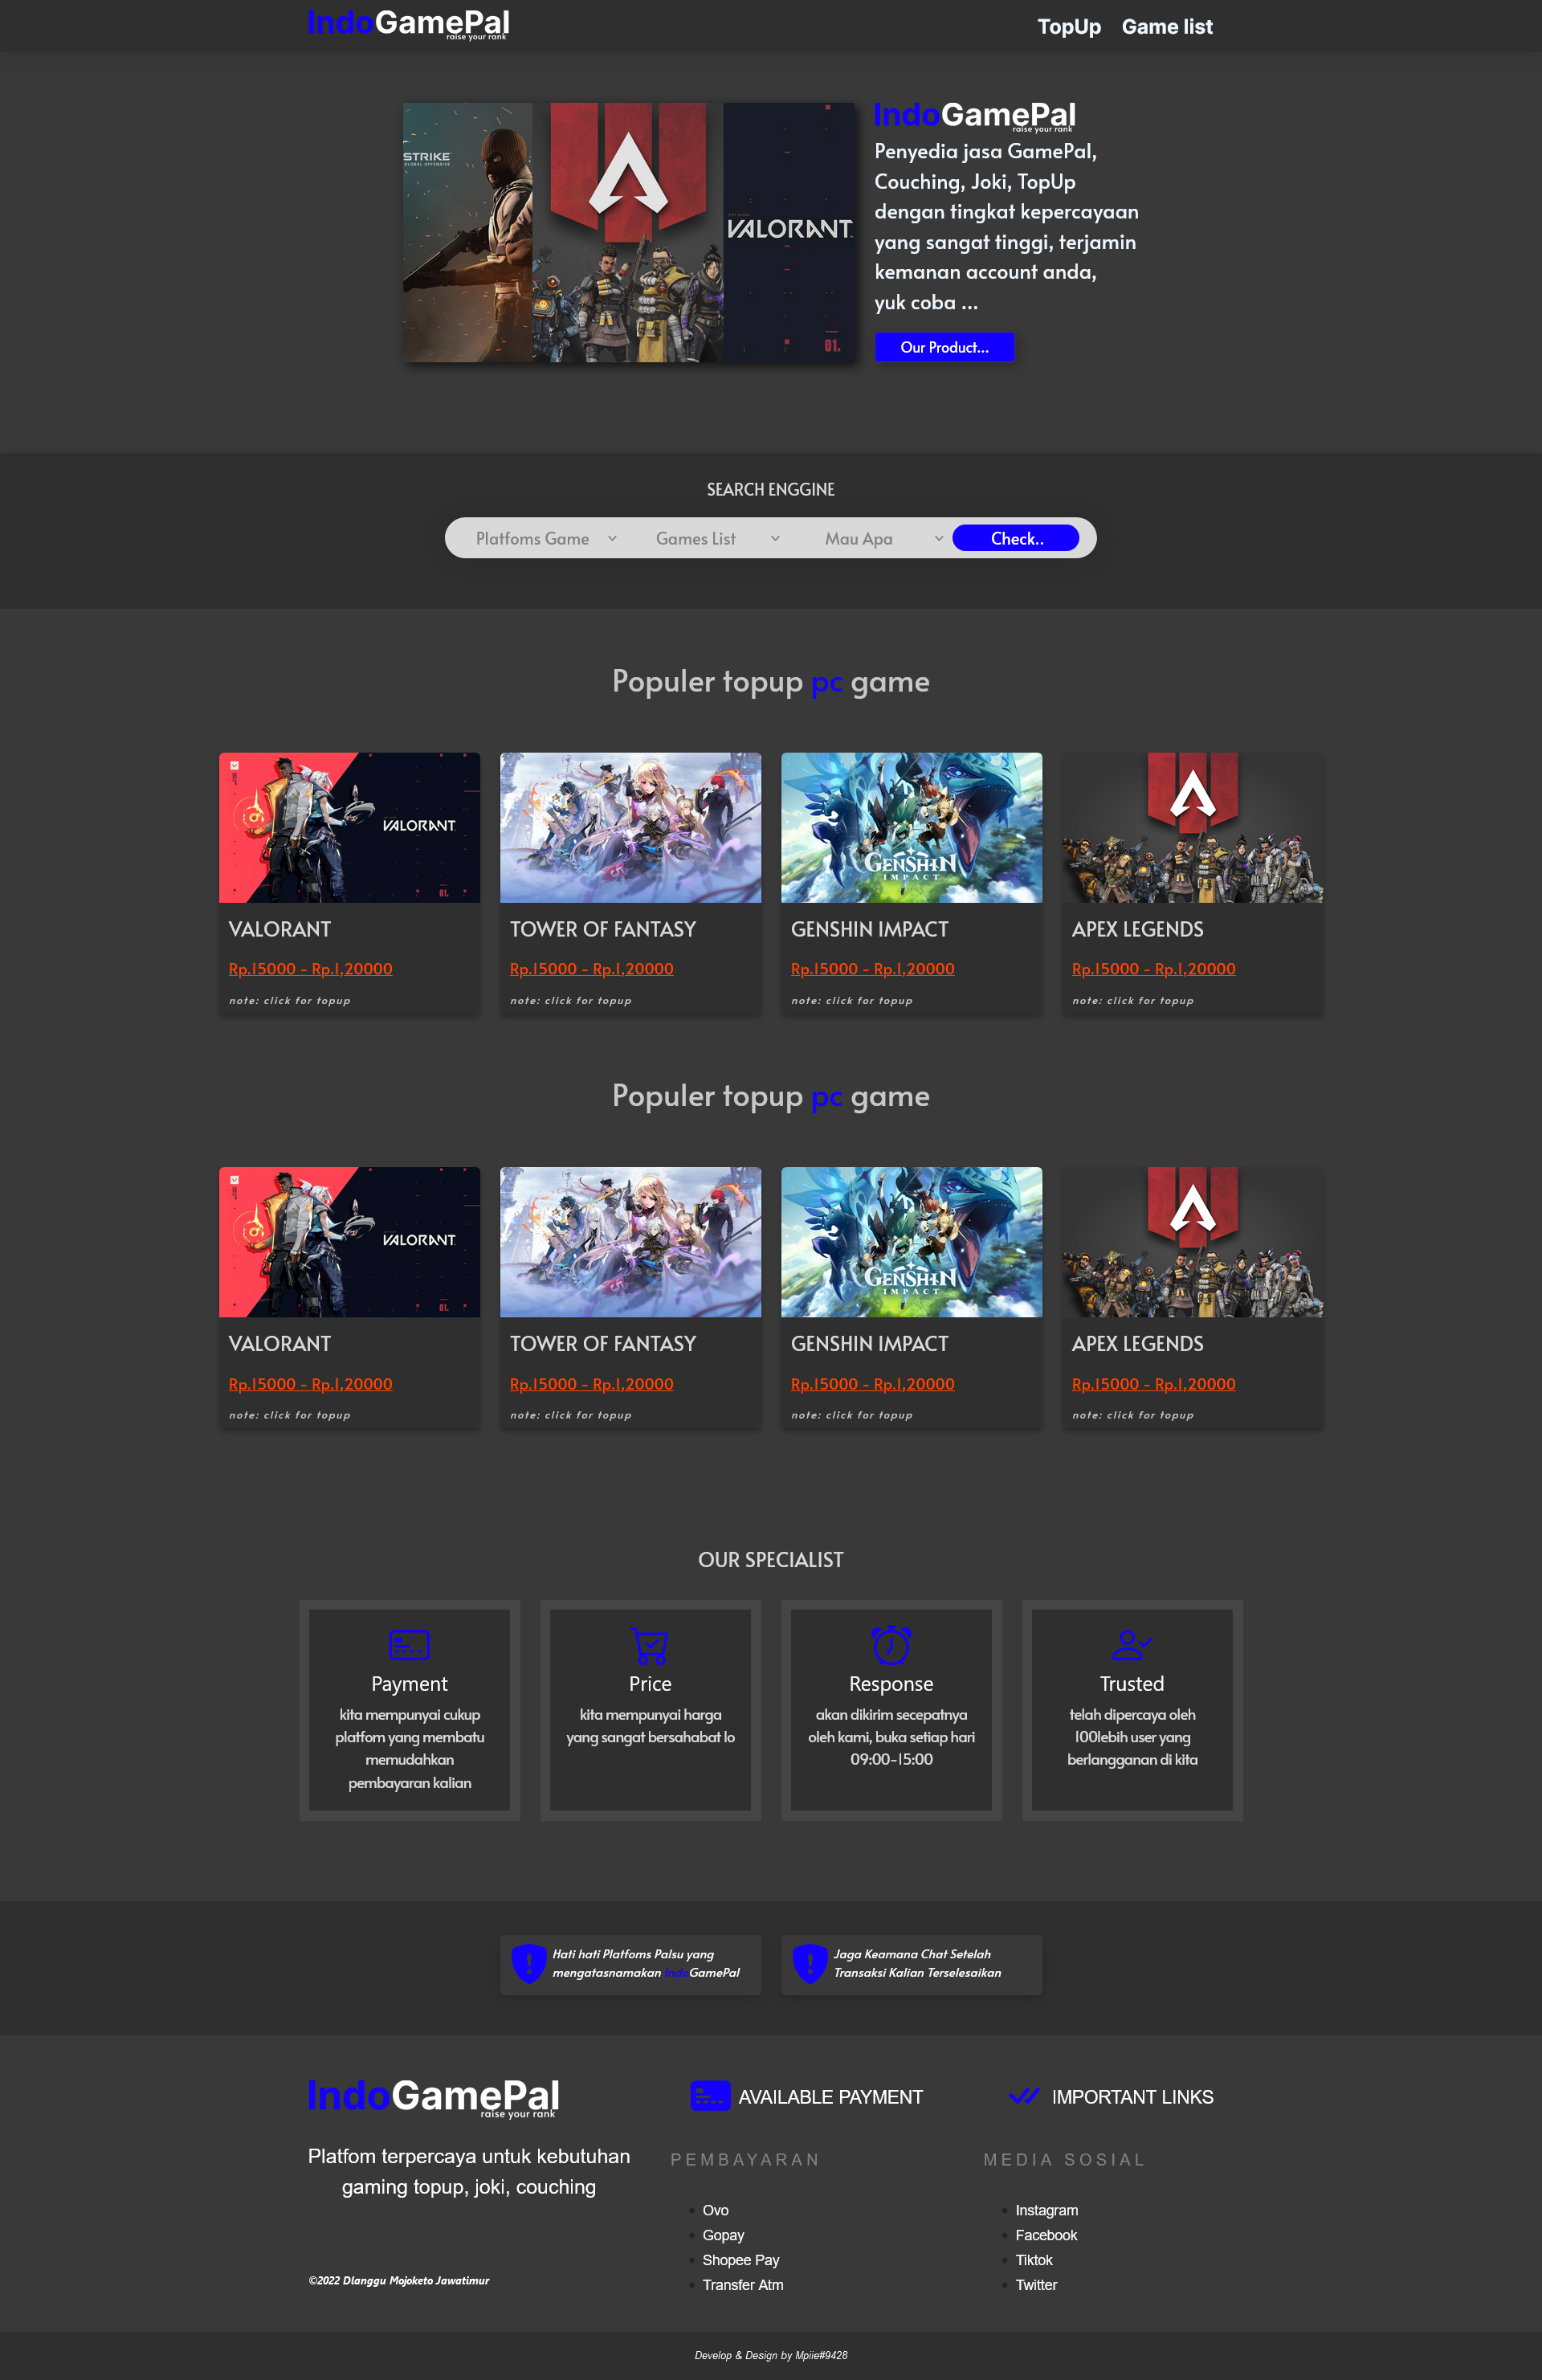 IndoGamePal
raise your rank
TopUp Game list
STRIKE
GLOBAL OFFENSIVE
VALORANT
01.
IndoGamePal
raise your rank
Penyedia jasa GamePal,
Couching, Joki, TopUp
dengan tingkat kepercayaan
yang sangat tinggi, terjamin
kemanan account anda,
yuk coba ...
Our Product...
SEARCH ENGGINE
Platfoms Game Games List Mau Apa Check..
Populer topup pc game
VALORANT
01.
GENSHIN
IMPACT
VALORANT
Rp.15000 - Rp.1,20000
note: click for topup
TOWER OF FANTASY
Rp.15000 - Rp.1,20000
note: click for topup
GENSHIN IMPACT
Rp.15000 - Rp.1,20000
note: click for topup
APEX LEGENDS
Rp.15000 - Rp.1,20000
note: click for topup
Populer topup pc game
VALORANT
01.
GENSHIN
IMPACT
VALORANT
Rp.15000 - Rp.1,20000
note: click for topup
TOWER OF FANTASY
Rp.15000 - Rp.1,20000
note: click for topup
GENSHIN IMPACT
Rp.15000 - Rp.1,20000
note: click for topup
APEX LEGENDS
Rp.15000 - Rp.1,20000
note: click for topup
OUR SPECIALIST
Payment
kita mempunyai cukup
platfom yang membatu
memudahkan
pembayaran kalian
Price
kita mempunyai harga
yang sangat bersahabat lo
Response
akan dikirim secepatnya
oleh kami, buka setiap hari
09:00-15:00
Trusted
telah dipercaya oleh
100lebih user yang
berlangganan di kita
Hati hati Platfoms Palsu yang
mengatasnamakan IndoGamePal
Jaga Keamana Chat Setelah
Transaksi Kalian Terselesaikan
IndoGamePal
raise your rank
Platfom terpercaya untuk kebutuhan
gaming topup, joki, couching
©2022 Dlanggu Mojoketo Jawatimur
AVAILABLE PAYMENT
PEMBAYARAN
Ovo
Gopay
Shopee Pay
Transfer Atm
IMPORTANT LINKS
MEDIA SOSIAL
Instagram
Facebook
Tiktok
Twitter
Develop & Design by Mpiie#9428